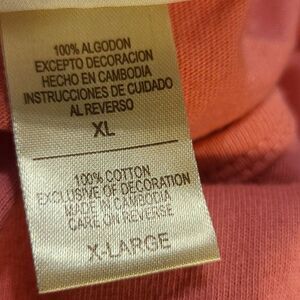 100% ALGODON
EXCEPTO DECORACION
HECHO EN CAMBODIA
INSTRUCCIONES DE CUIDADO
AL REVERSO
XL
100% COTTON
EXCLUSIVE OF DECORATION
MADE IN CAMBODIA
CARE ON REVERSE
X-LARGE